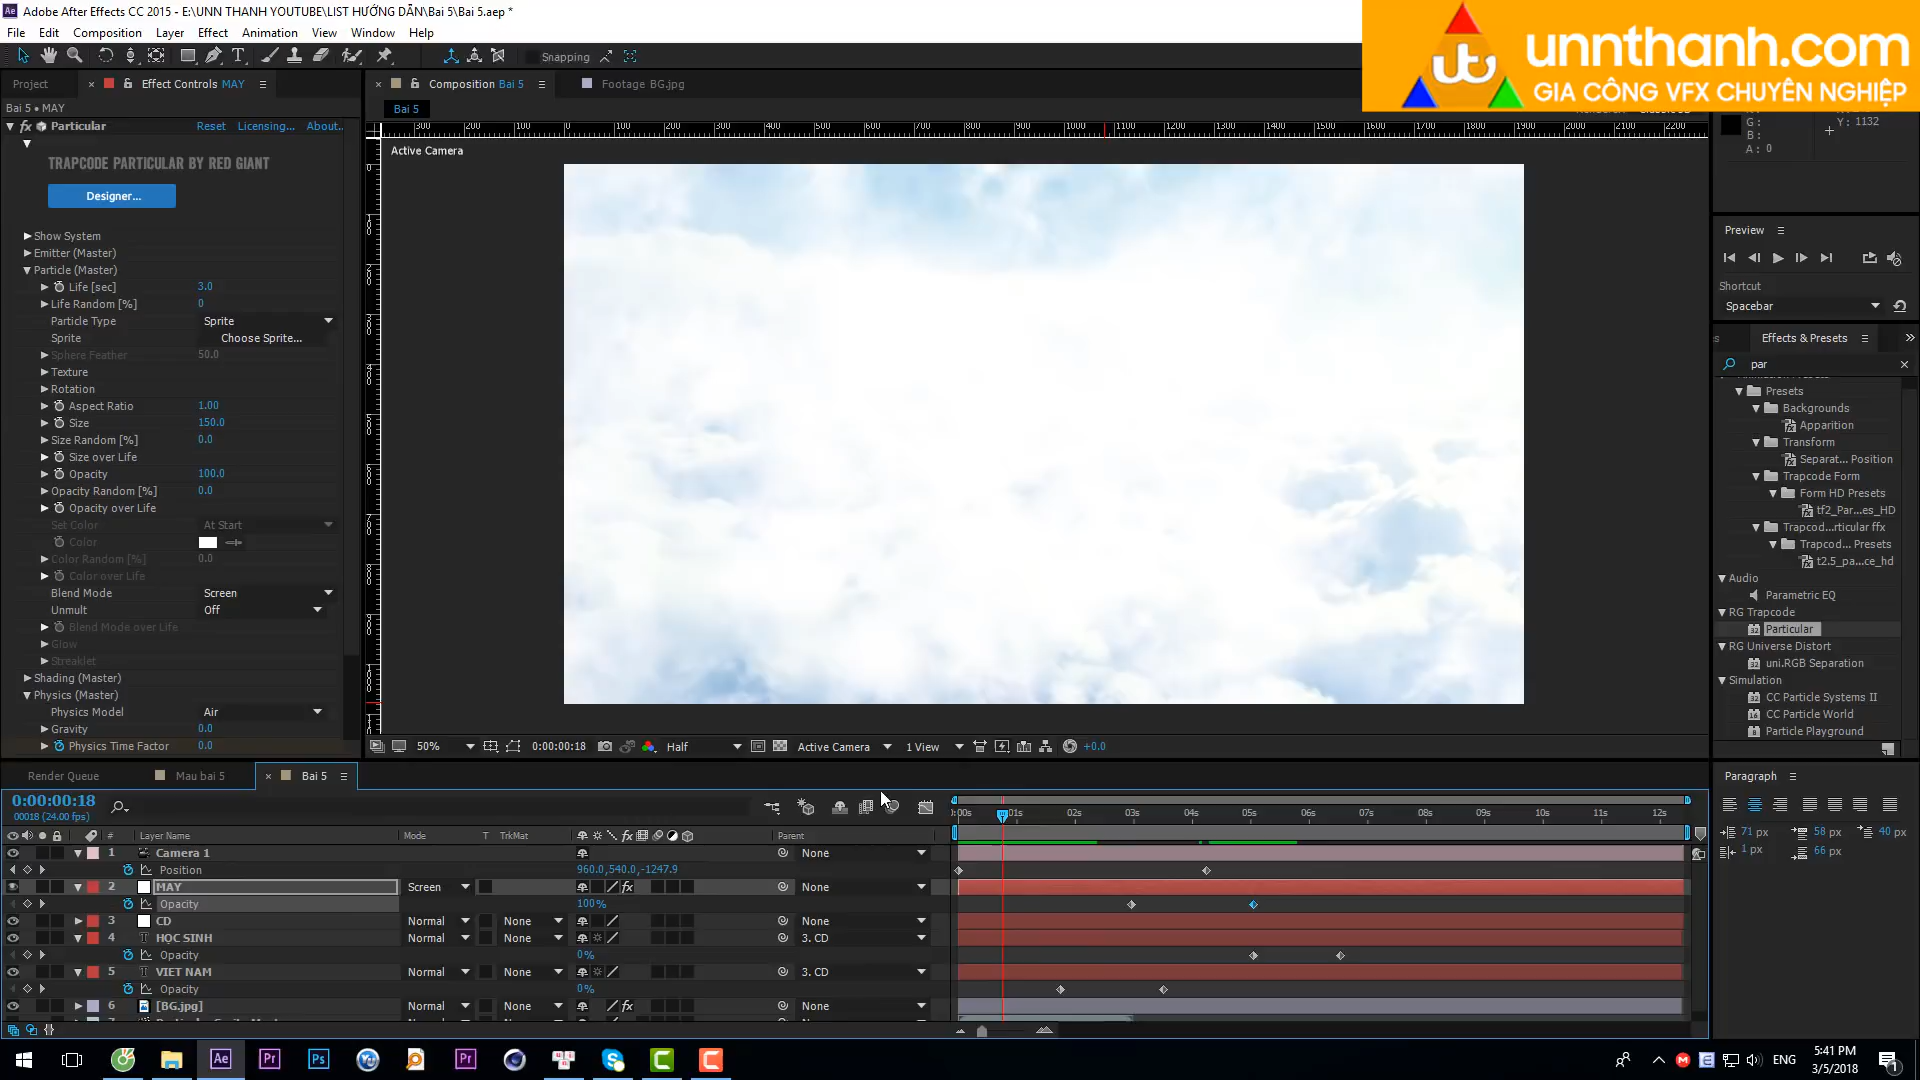 Adobe After Effects CC 2015 - E:\UNN THANH YOUTUBE\LIST HƯỚNG DẪN\Bai 5\Bai 5.aep *
File Edit Composition Layer Effect Animation View Window Help
Snapping
unnthanh.com
GIA CÔNG VFX CHUYÊN NGHIỆP
Project Effect Controls MAY
Composition Bai 5 Footage BG.jpg
Bai 5 • MAY
Bai 5
Active Camera
G:
B:
A: 0
Y: 1132
Particular Reset Licensing... About..
TRAPCODE PARTICULAR BY RED GIANT
Designer...
Show System
Emitter (Master)
Particle (Master)
Life [sec] 3.0
Life Random [%] 0
Particle Type Sprite
Sprite Choose Sprite...
Sphere Feather 50.0
Texture
Rotation
Aspect Ratio 1.00
Size 150.0
Size Random [%] 0.0
Size over Life
Opacity 100.0
Opacity Random [%] 0.0
Opacity over Life
Set Color At Start
Color
Color Random [%] 0.0
Color over Life
Blend Mode Screen
Unmult Off
Blend Mode over Life
Glow
Streaklet
Shading (Master)
Physics (Master)
Physics Model Air
Gravity 0.0
Physics Time Factor 0.0
50% 0:00:00:18 Half Active Camera 1 View +0.0
Preview
Shortcut
Spacebar
Effects & Presets
par
Presets
Backgrounds
Apparition
Transform
Separat... Position
Trapcode Form
Form HD Presets
tf2_Par...es_HD
Trapcod...rticular ffx
Trapcod... Presets
t2.5_pa...ce_hd
Audio
Parametric EQ
RG Trapcode
Particular
RG Universe Distort
uni.RGB Separation
Simulation
CC Particle Systems II
CC Particle World
Particle Playground
Paragraph
71 px 58 px 40 px
1 px 66 px
Render Queue Mau bai 5 Bai 5
0:00:00:18
00018 (24.00 fps)
# Layer Name Mode T TrkMat Parent
1 Camera 1 None
Position 960.0,540.0,-1247.9
2 MAY Screen None
Opacity 100%
3 CD Normal None None
4 HỌC SINH Normal None 3. CD
Opacity 0%
5 VIET NAM Normal None 3. CD
Opacity 0%
6 [BG.jpg] Normal None None
01s 02s 03s 04s 05s 06s 07s 08s 09s 10s 11s 12s
ENG
5:41 PM
3/5/2018